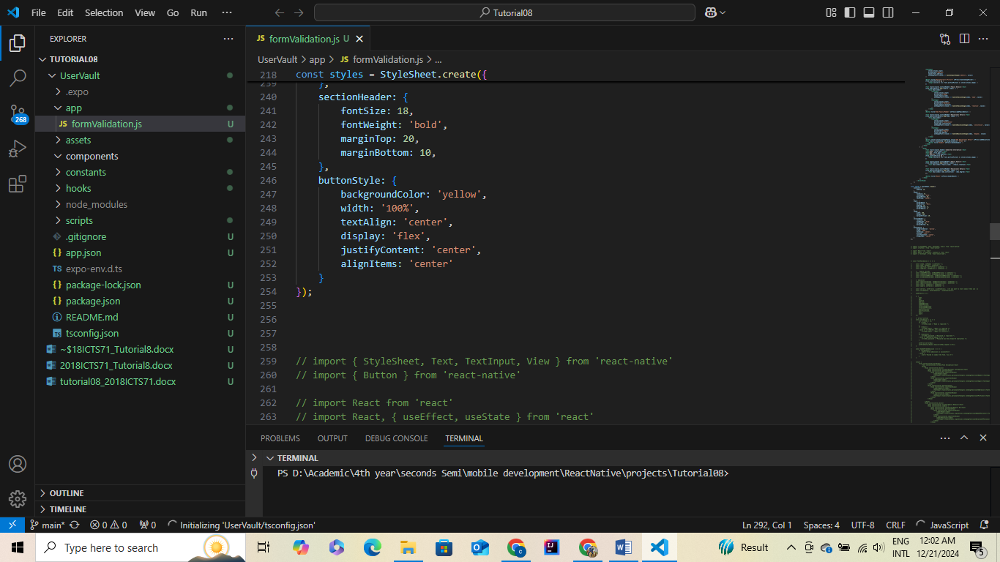 File Edit Selection View Go Run ···
Tutorial08
EXPLORER ···
TUTORIAL08
UserVault
.expo
app
JS formValidation.js U
assets
components
constants
hooks
node_modules
scripts
.gitignore U
{} app.json U
TS expo-env.d.ts
{} package-lock.json U
{} package.json U
README.md U
TS tsconfig.json U
~$18ICTS71_Tutorial8.docx U
2018ICTS71_Tutorial8.docx U
tutorial08_2018ICTS71.docx U
OUTLINE
TIMELINE
268
JS formValidation.js U
UserVault > app > JS formValidation.js > ...
218 const styles = StyleSheet.create({
239 },
240 sectionHeader: {
241 fontSize: 18,
242 fontWeight: 'bold',
243 marginTop: 20,
244 marginBottom: 10,
245 },
246 buttonStyle: {
247 backgroundColor: 'yellow',
248 width: '100%',
249 textAlign: 'center',
250 display: 'flex',
251 justifyContent: 'center',
252 alignItems: 'center'
253 }
254 });
255
256
257
258
259 // import { StyleSheet, Text, TextInput, View } from 'react-native'
260 // import { Button } from 'react-native'
261
262 // import React from 'react'
263 // import React, { useEffect, useState } from 'react'
PROBLEMS OUTPUT DEBUG CONSOLE TERMINAL
TERMINAL
PS D:\Academic\4th year\seconds Semi\mobile development\ReactNative\projects\Tutorial08>
main* 0 0 0 Initializing 'UserVault/tsconfig.json' Ln 292, Col 1 Spaces: 4 UTF-8 CRLF JavaScript
Type here to search
Result
ENG
INTL
12:02 AM
12/21/2024
5